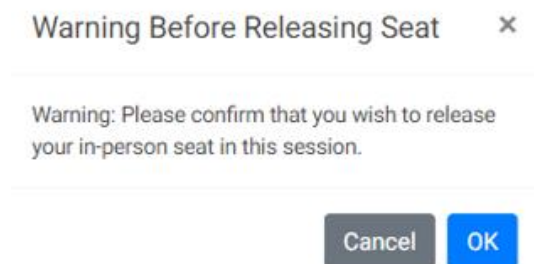 Warning Before Releasing Seat ×
Warning: Please confirm that you wish to release
your in-person seat in this session.
Cancel OK